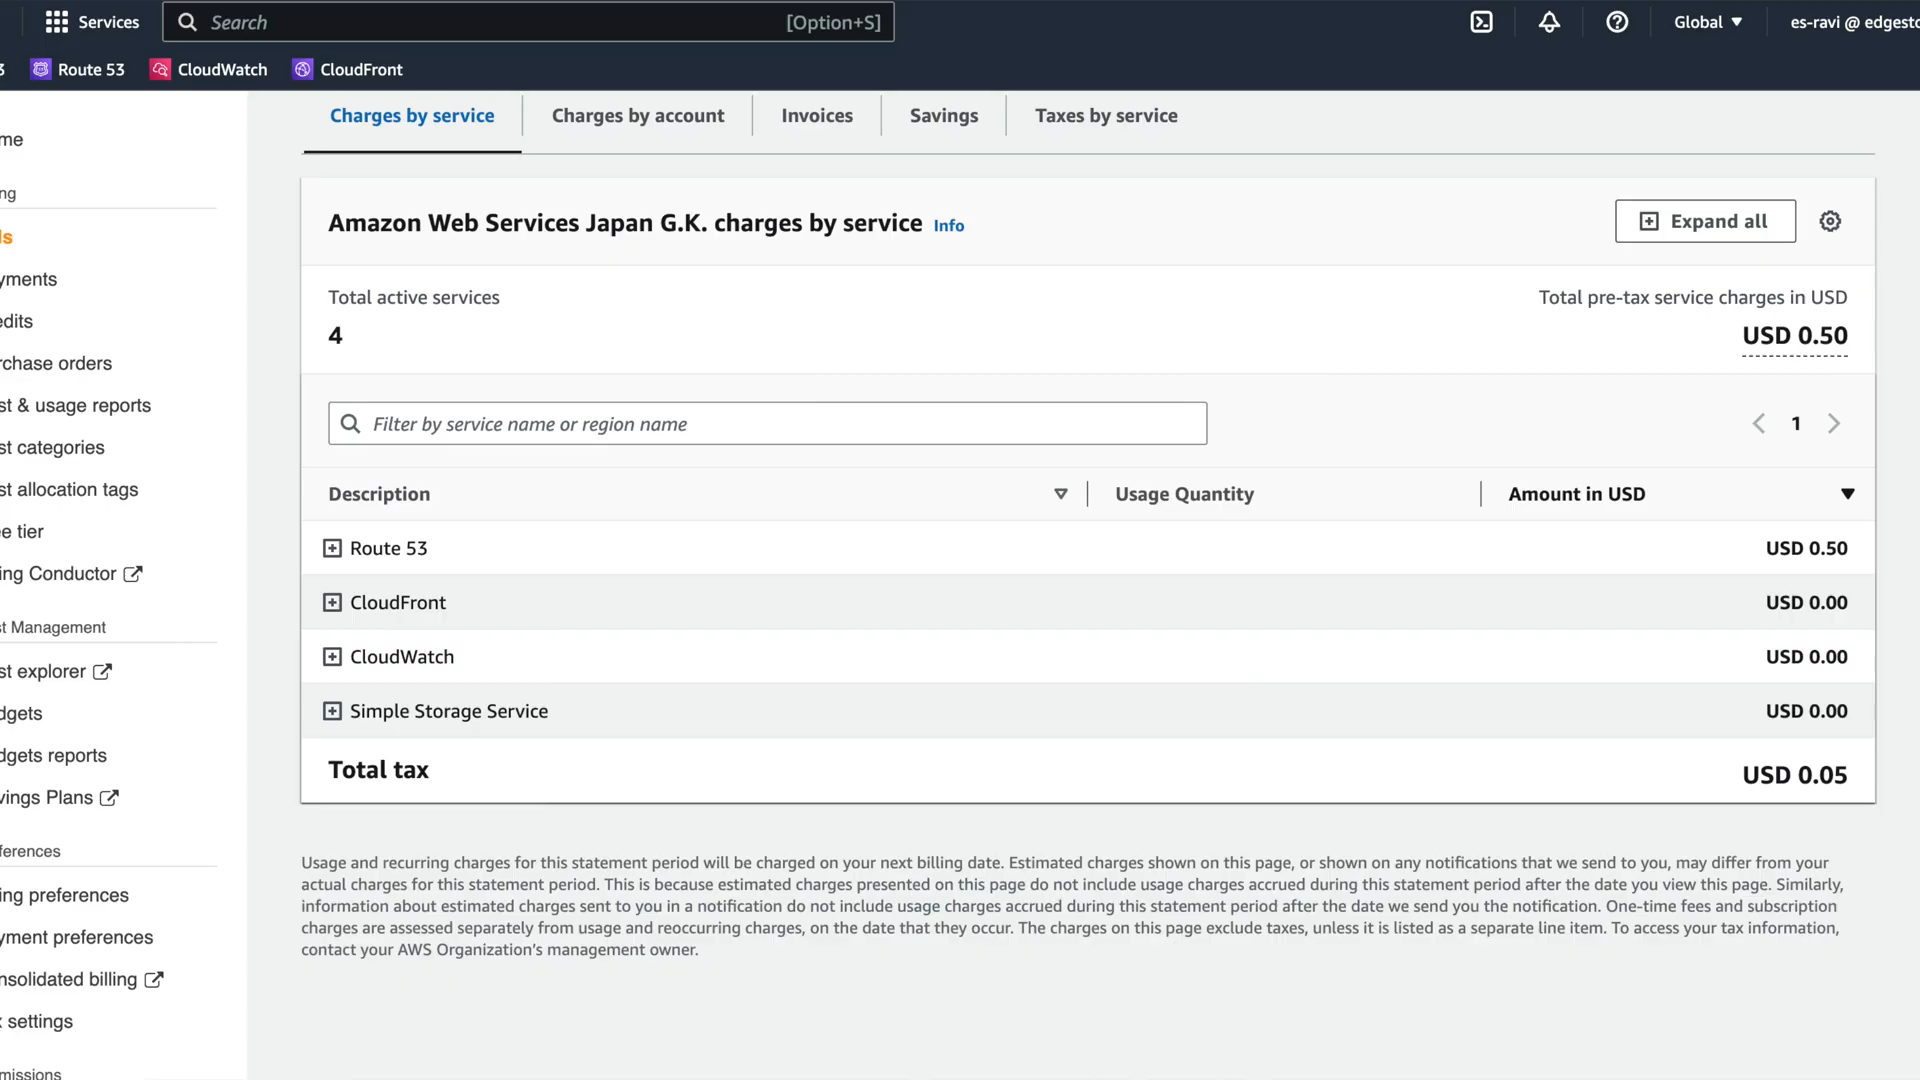 Services
Search
[Option+S]
Global
es-ravi @ edgesto
3
Route 53
CloudWatch
CloudFront
me
ng
ls
yments
edits
rchase orders
st & usage reports
st categories
st allocation tags
e tier
ing Conductor
st Management
st explorer
dgets
dgets reports
vings Plans
ferences
ing preferences
yment preferences
nsolidated billing
x settings
missions
Charges by service
Charges by account
Invoices
Savings
Taxes by service
Amazon Web Services Japan G.K. charges by service Info
Expand all
Total active services
4
Total pre-tax service charges in USD
USD 0.50
Filter by service name or region name
1
Description
Usage Quantity
Amount in USD
Route 53
USD 0.50
CloudFront
USD 0.00
CloudWatch
USD 0.00
Simple Storage Service
USD 0.00
Total tax
USD 0.05
Usage and recurring charges for this statement period will be charged on your next billing date. Estimated charges shown on this page, or shown on any notifications that we send to you, may differ from your
actual charges for this statement period. This is because estimated charges presented on this page do not include usage charges accrued during this statement period after the date you view this page. Similarly,
information about estimated charges sent to you in a notification do not include usage charges accrued during this statement period after the date we send you the notification. One-time fees and subscription
charges are assessed separately from usage and reoccurring charges, on the date that they occur. The charges on this page exclude taxes, unless it is listed as a separate line item. To access your tax information,
contact your AWS Organization's management owner.